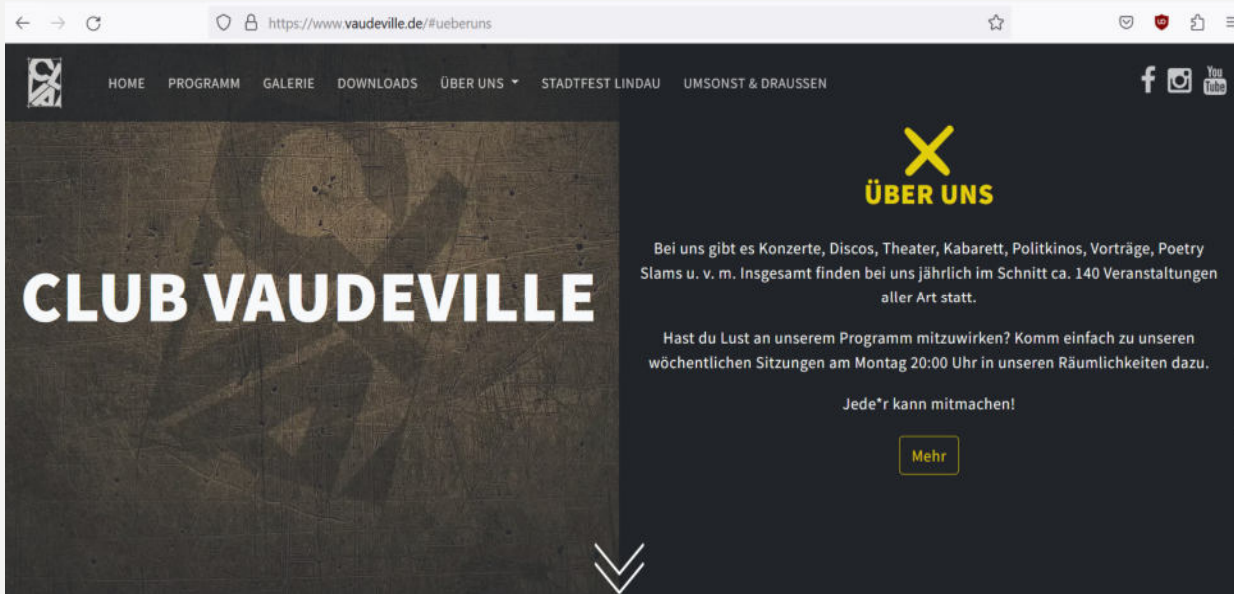 https://www.vaudeville.de/#ueberuns
HOME PROGRAMM GALERIE DOWNLOADS ÜBER UNS STADTFEST LINDAU UMSONST & DRAUSSEN
You
Tube
ÜBER UNS
CLUB VAUDEVILLE
Bei uns gibt es Konzerte, Discos, Theater, Kabarett, Politkinos, Vorträge, Poetry
Slams u. v. m. Insgesamt finden bei uns jährlich im Schnitt ca. 140 Veranstaltungen
aller Art statt.
Hast du Lust an unserem Programm mitzuwirken? Komm einfach zu unseren
wöchentlichen Sitzungen am Montag 20:00 Uhr in unseren Räumlichkeiten dazu.
Jede*r kann mitmachen!
Mehr